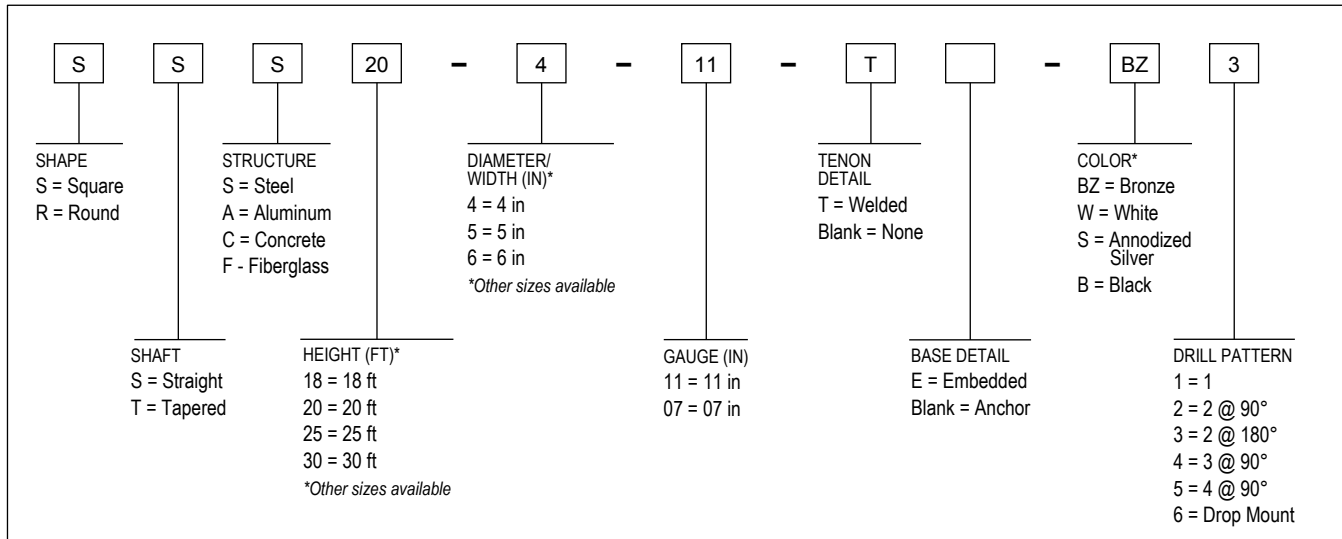 S S S 20 – 4 - 11 - T – BZ 3
SHAPE
S = Square
R = Round
STRUCTURE
S = Steel
A = Aluminum
C = Concrete
F - Fiberglass
DIAMETER/
WIDTH (IN)*
4 = 4 in
5 = 5 in
6 = 6 in
*Other sizes available
TENON
DETAIL
T = Welded
Blank = None
COLOR*
BZ = Bronze
W = White
S = Annodized
Silver
B = Black
SHAFT
S = Straight
T = Tapered
HEIGHT (FT)*
18 = 18 ft
20 = 20 ft
25 = 25 ft
30 = 30 ft
*Other sizes available
GAUGE (IN)
11 = 11 in
07 = 07 in
BASE DETAIL
E = Embedded
Blank = Anchor
DRILL PATTERN
1 = 1
2 = 2 @ 90°
3 = 2 @ 180°
4 = 3 @ 90°
5 = 4 @ 90°
6 = Drop Mount